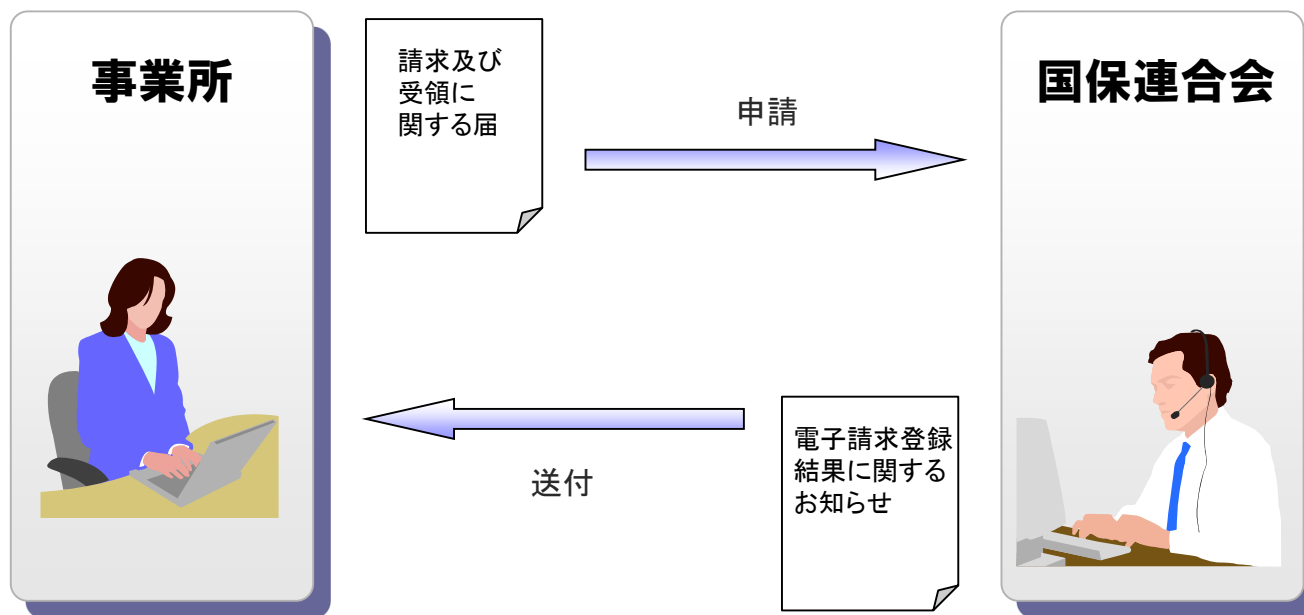 事業所
請求及び
受領に
関する届
申請
国保連合会
送付
電子請求登録
結果に関する
お知らせ